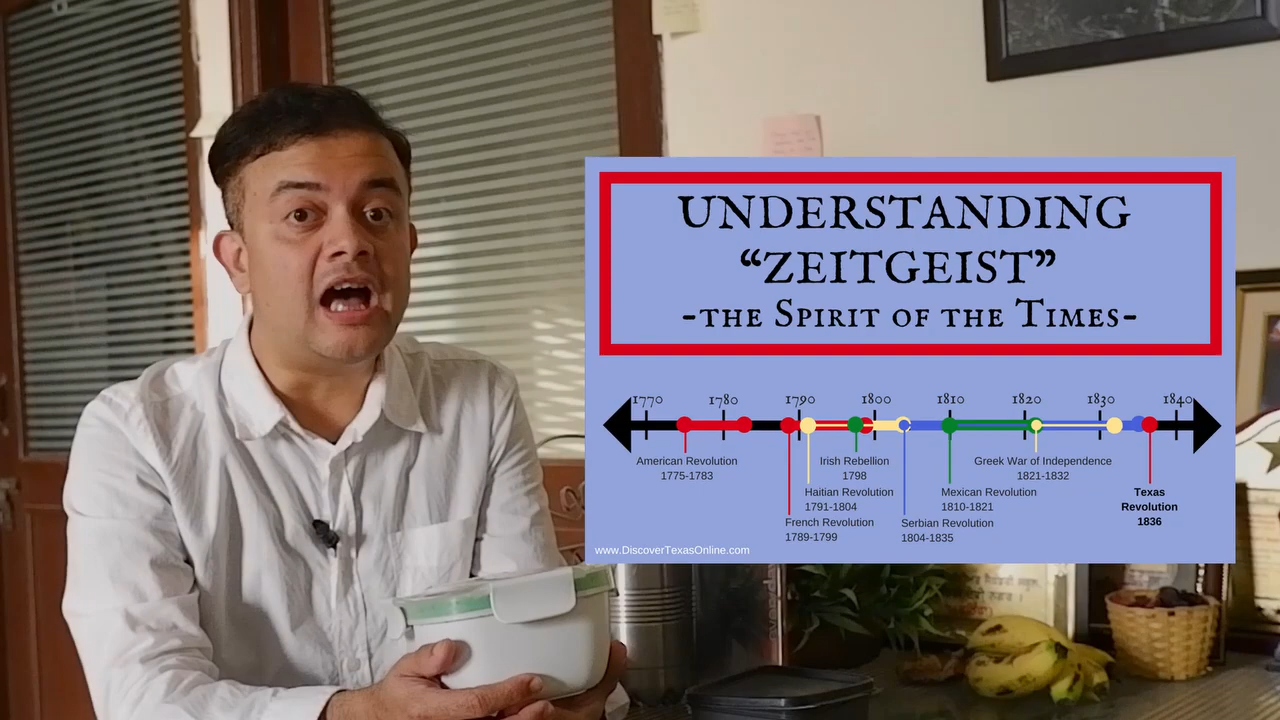 UNDERSTANDING
“ZEITGEIST”
-the Spirit of the Times-
1770 1780 1790 1800 1810 1820 1830 1840
American Revolution
1775-1783
Irish Rebellion
1798
Greek War of Independence
1821-1832
Haitian Revolution
1791-1804
Mexican Revolution
1810-1821
Texas
Revolution
1836
French Revolution
1789-1799
Serbian Revolution
1804-1835
www.DiscoverTexasOnline.com